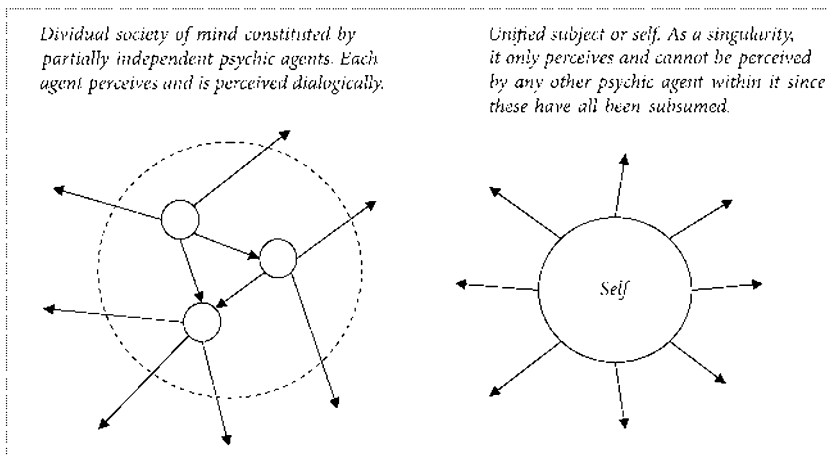 Dividual society of mind constituted by
partially independent psychic agents. Each
agent perceives and is perceived dialogically.
Unified subject or self. As a singularity,
it only perceives and cannot be perceived
by any other psychic agent within it since
these have all been subsumed.
Self